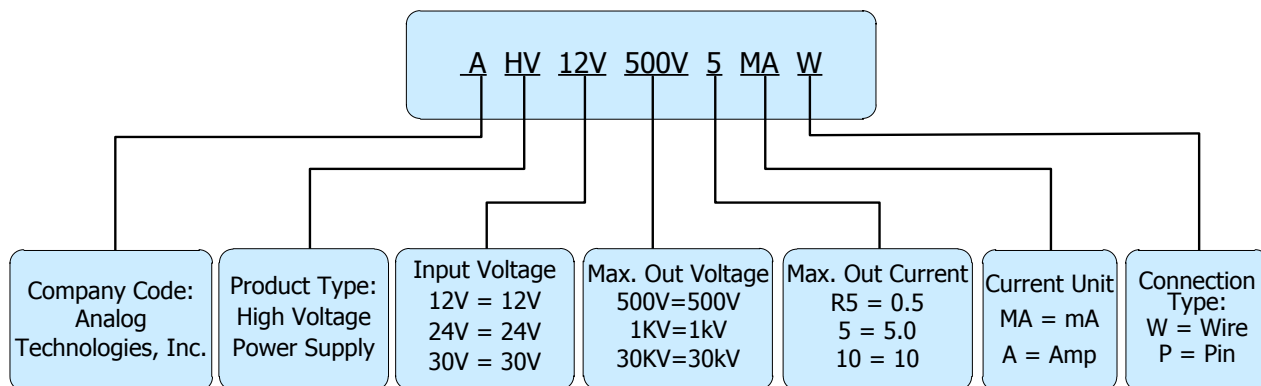 A HV 12V 500V 5 MA W
Company Code:
Analog
Technologies, Inc.
Product Type:
High Voltage
Power Supply
Input Voltage
12V = 12V
24V = 24V
30V = 30V
Max. Out Voltage
500V=500V
1KV=1kV
30KV=30kV
Max. Out Current
R5 = 0.5
5 = 5.0
10 = 10
Current Unit
MA = mA
A = Amp
Connection
Type:
W = Wire
P = Pin